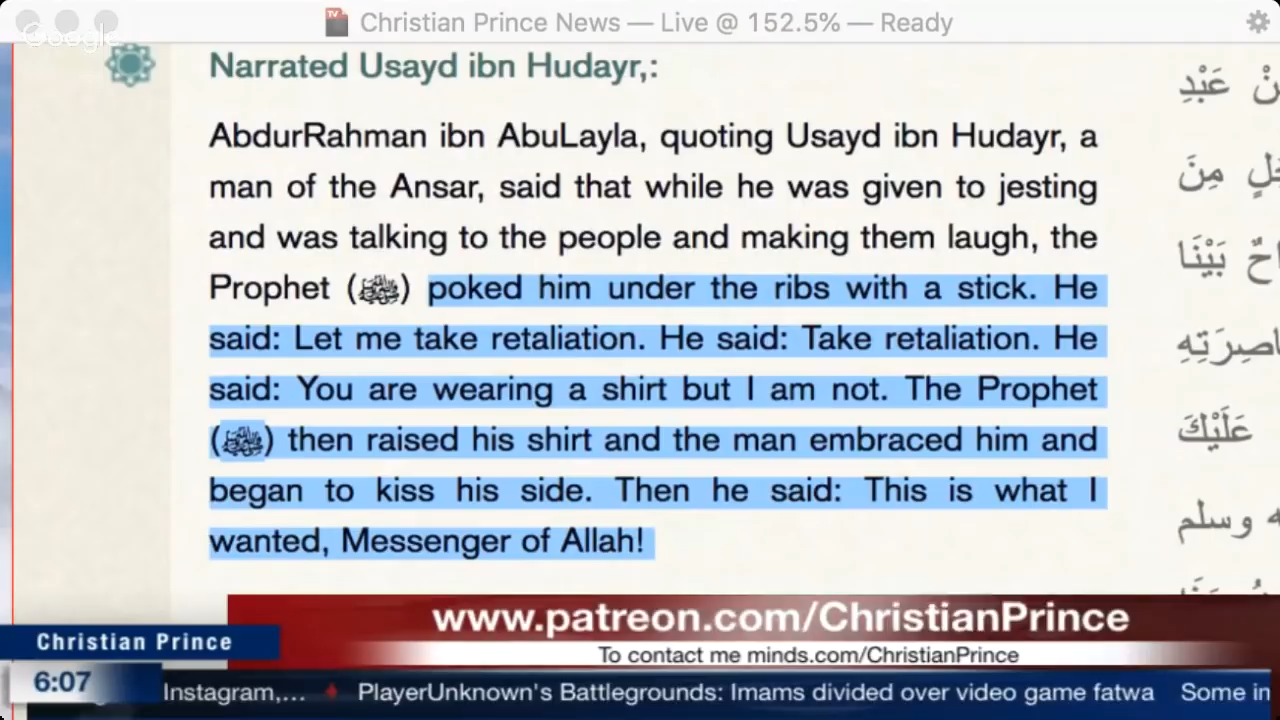 Christian Prince News — Live @ 152.5% — Ready
Google
Narrated Usayd ibn Hudayr,:
AbdurRahman ibn AbuLayla, quoting Usayd ibn Hudayr, a
man of the Ansar, said that while he was given to jesting
and was talking to the people and making them laugh, the
Prophet (ﷺ) poked him under the ribs with a stick. He
said: Let me take retaliation. He said: Take retaliation. He
said: You are wearing a shirt but I am not. The Prophet
(ﷺ) then raised his shirt and the man embraced him and
began to kiss his side. Then he said: This is what I
wanted, Messenger of Allah!
عَبْدِ
مِنَ
بَيْنَنَا
عَلَيْكَ
وسلم
www.patreon.com/ChristianPrince
To contact me minds.com/ChristianPrince
Christian Prince
6:07
Instagram,... ♦ PlayerUnknown's Battlegrounds: Imams divided over video game fatwa Some in